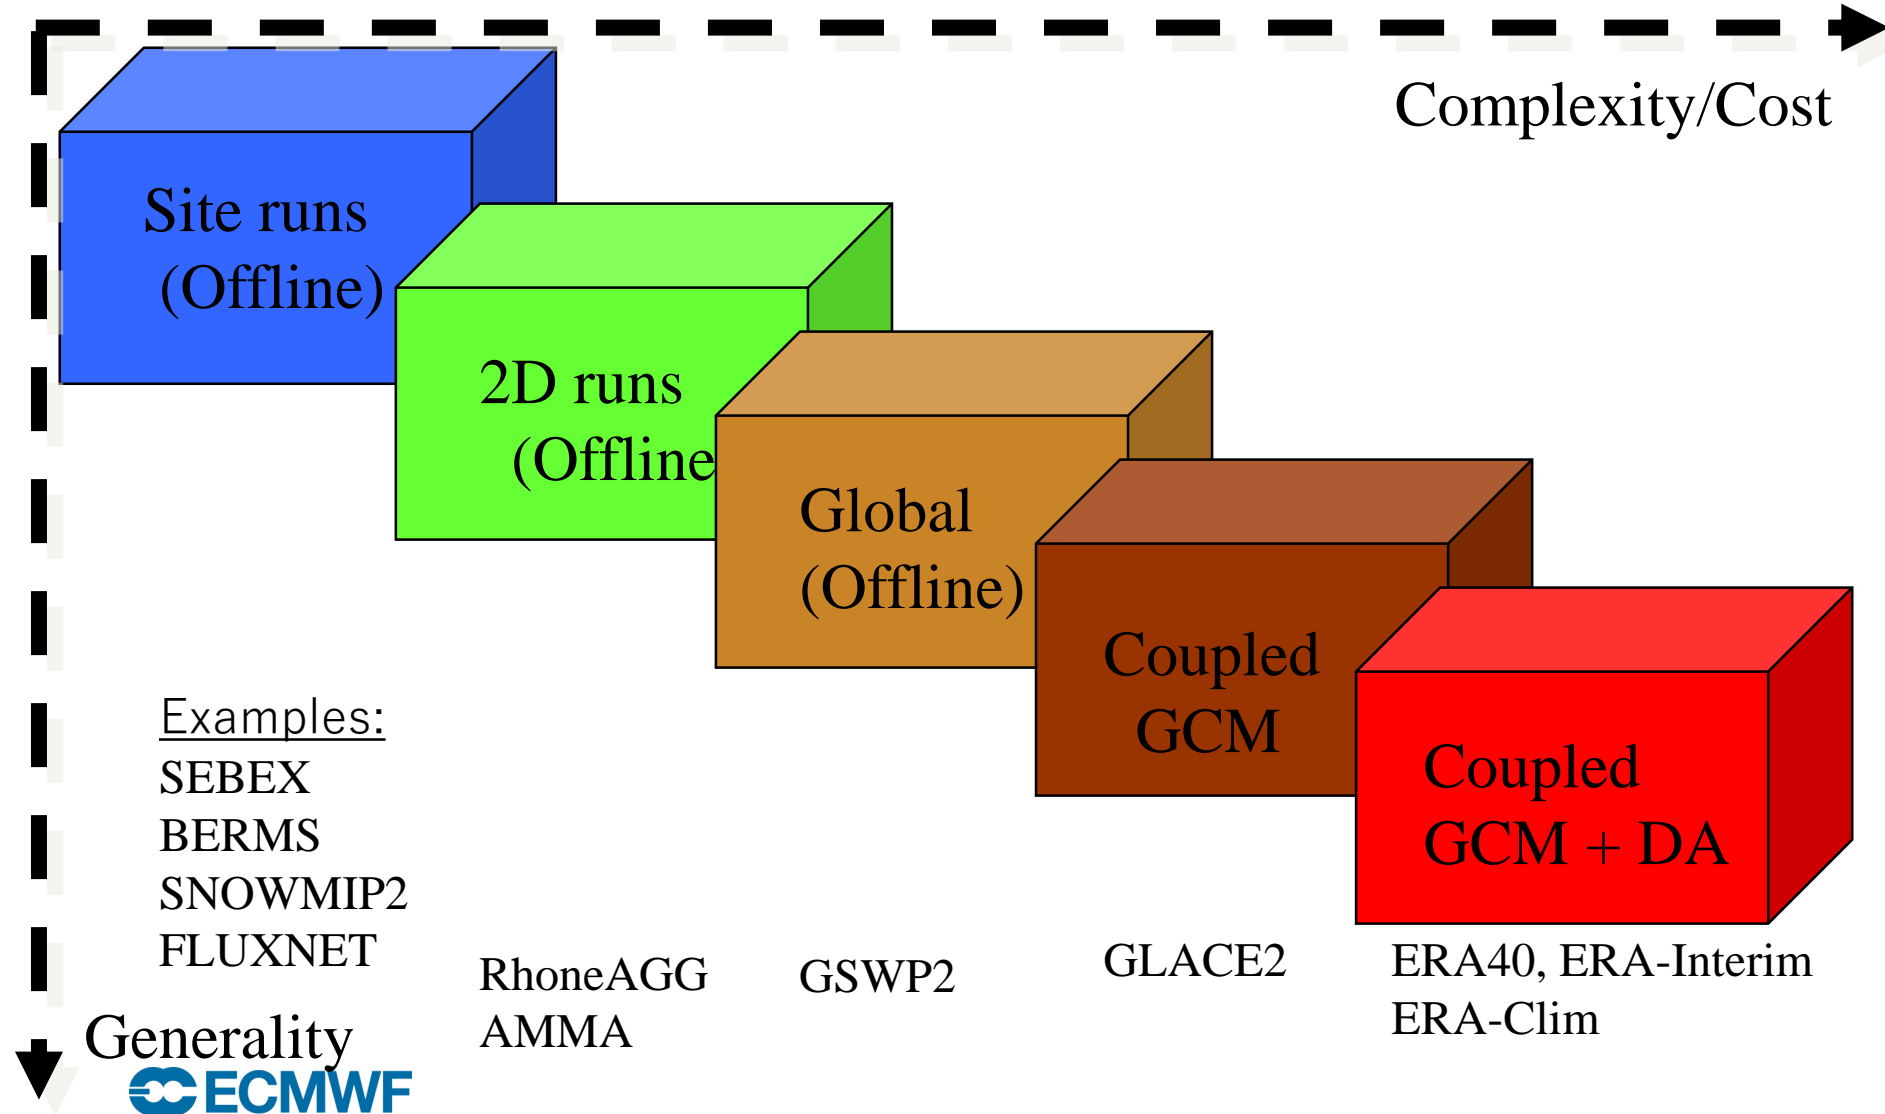 Complexity/Cost
Site runs
(Offline)
2D runs
(Offline
Global
(Offline)
Coupled
GCM
Coupled
GCM + DA
Examples:
SEBEX
BERMS
SNOWMIP2
FLUXNET
RhoneAGG
AMMA
GSWP2
GLACE2
ERA40, ERA-Interim
ERA-Clim
Generality
ECMWF